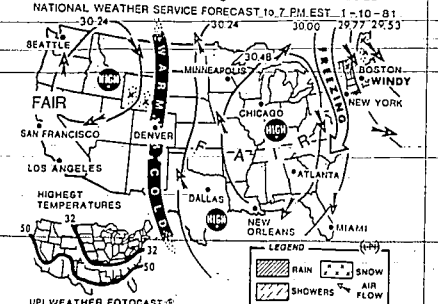 NATIONAL WEATHER SERVICE FORECAST to 7 PM EST 1-10-81
30.24 30.24 30.00 29.77 29.53
SEATTLE
30.48
MINNEAPOLIS
BOSTON
WINDY
HIGH
FREEZING
FAIR
WARM
NEW YORK
CHICAGO
SAN FRANCISCO
DENVER
HIGH
FAIR
LOS ANGELES
COLD
ATLANTA
HIGHEST
TEMPERATURES
DALLAS
32
50
HIGH
NEW
ORLEANS
MIAMI
LEGEND
32
50
RAIN
SNOW
SHOWERS
AIR
FLOW
UPI WEATHER FOTOCAST ®